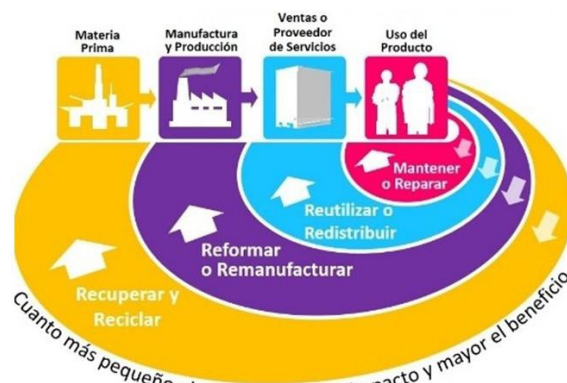 Materia
Prima
Manufactura
y Producción
Ventas o
Proveedor
de Servicios
Uso del
Producto
Mantener
o Reparar
Reutilizar o
Redistribuir
Reformar
o Remanufacturar
Recuperar y
Reciclar
Cuanto más pequeño y mayor el beneficio